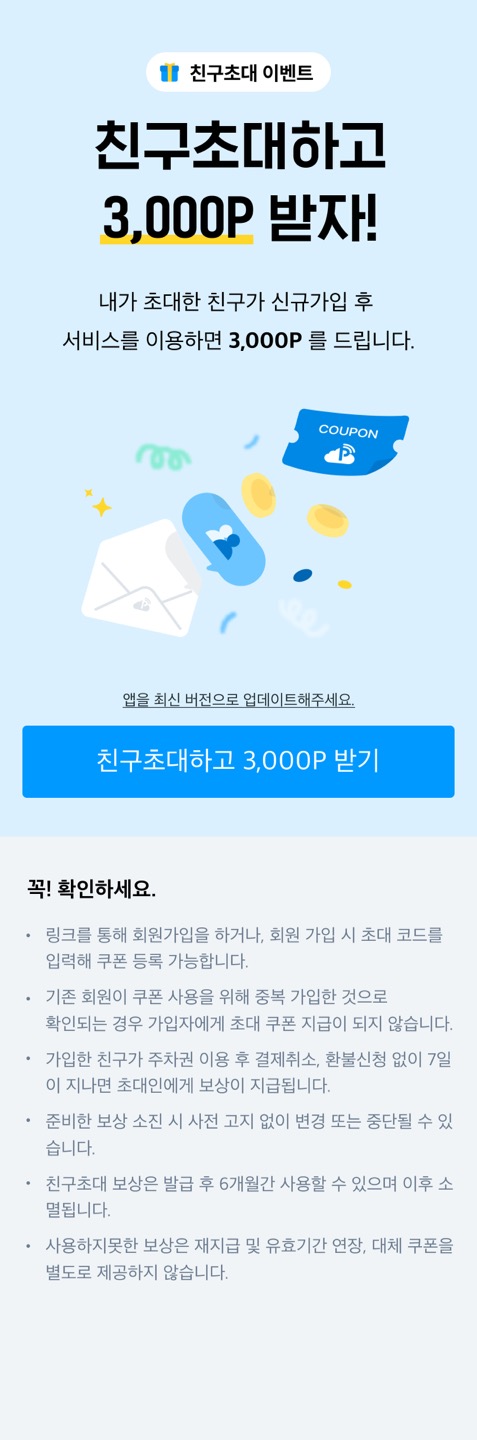 친구초대 이벤트
친구초대하고
3,000P 받자!
내가 초대한 친구가 신규가입 후
서비스를 이용하면 3,000P 를 드립니다.
COUPON
P
P
앱을 최신 버전으로 업데이트해주세요.
친구초대하고 3,000P 받기
꼭! 확인하세요.
• 링크를 통해 회원가입을 하거나, 회원 가입 시 초대 코드를
입력해 쿠폰 등록 가능합니다.
• 기존 회원이 쿠폰 사용을 위해 중복 가입한 것으로
확인되는 경우 가입자에게 초대 쿠폰 지급이 되지 않습니다.
• 가입한 친구가 주차권 이용 후 결제취소, 환불신청 없이 7일
이 지나면 초대인에게 보상이 지급됩니다.
• 준비한 보상 소진 시 사전 고지 없이 변경 또는 중단될 수 있
습니다.
• 친구초대 보상은 발급 후 6개월간 사용할 수 있으며 이후 소
멸됩니다.
• 사용하지못한 보상은 재지급 및 유효기간 연장, 대체 쿠폰을
별도로 제공하지 않습니다.